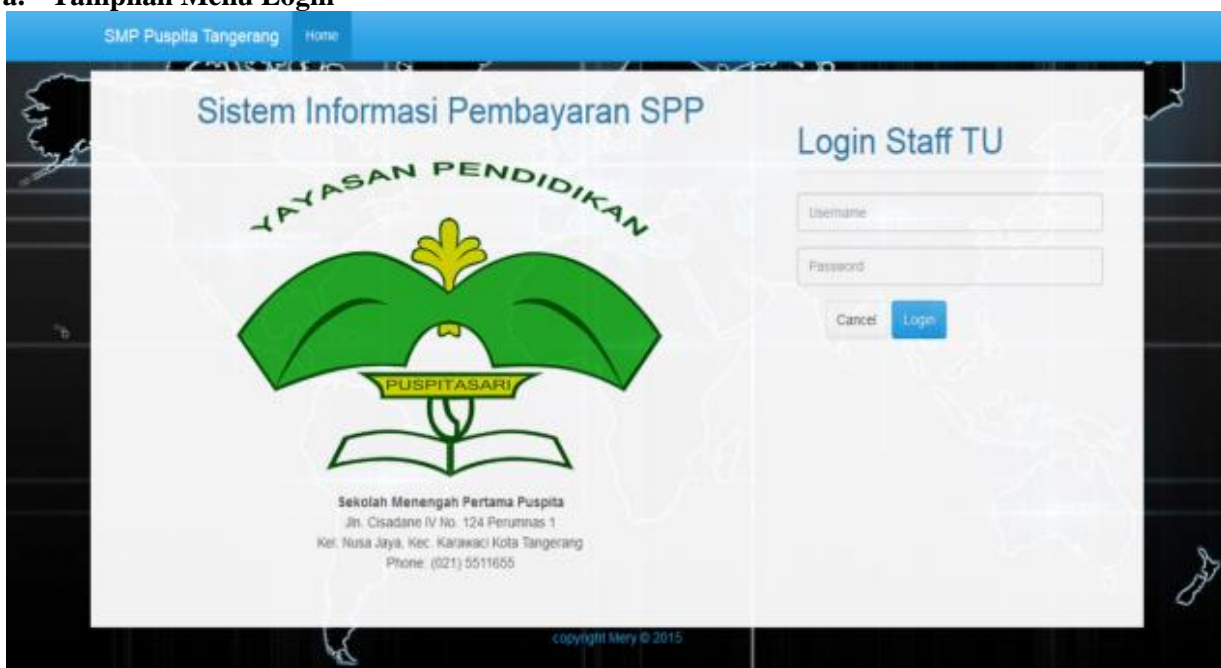 a. Tampilan Menu Login
SMP Puspita Tangerang Home
Sistem Informasi Pembayaran SPP
YAYASAN PENDIDIKAN
PUSPITASARI
Sekolah Menengah Pertama Puspita
Jln. Cisadane IV No. 124 Perumnas 1
Kel. Nusa Jaya, Kec. Karawaci Kota Tangerang
Phone: (021) 5511655
Login Staff TU
Username
Password
Cancel Login
copyright Mery © 2015